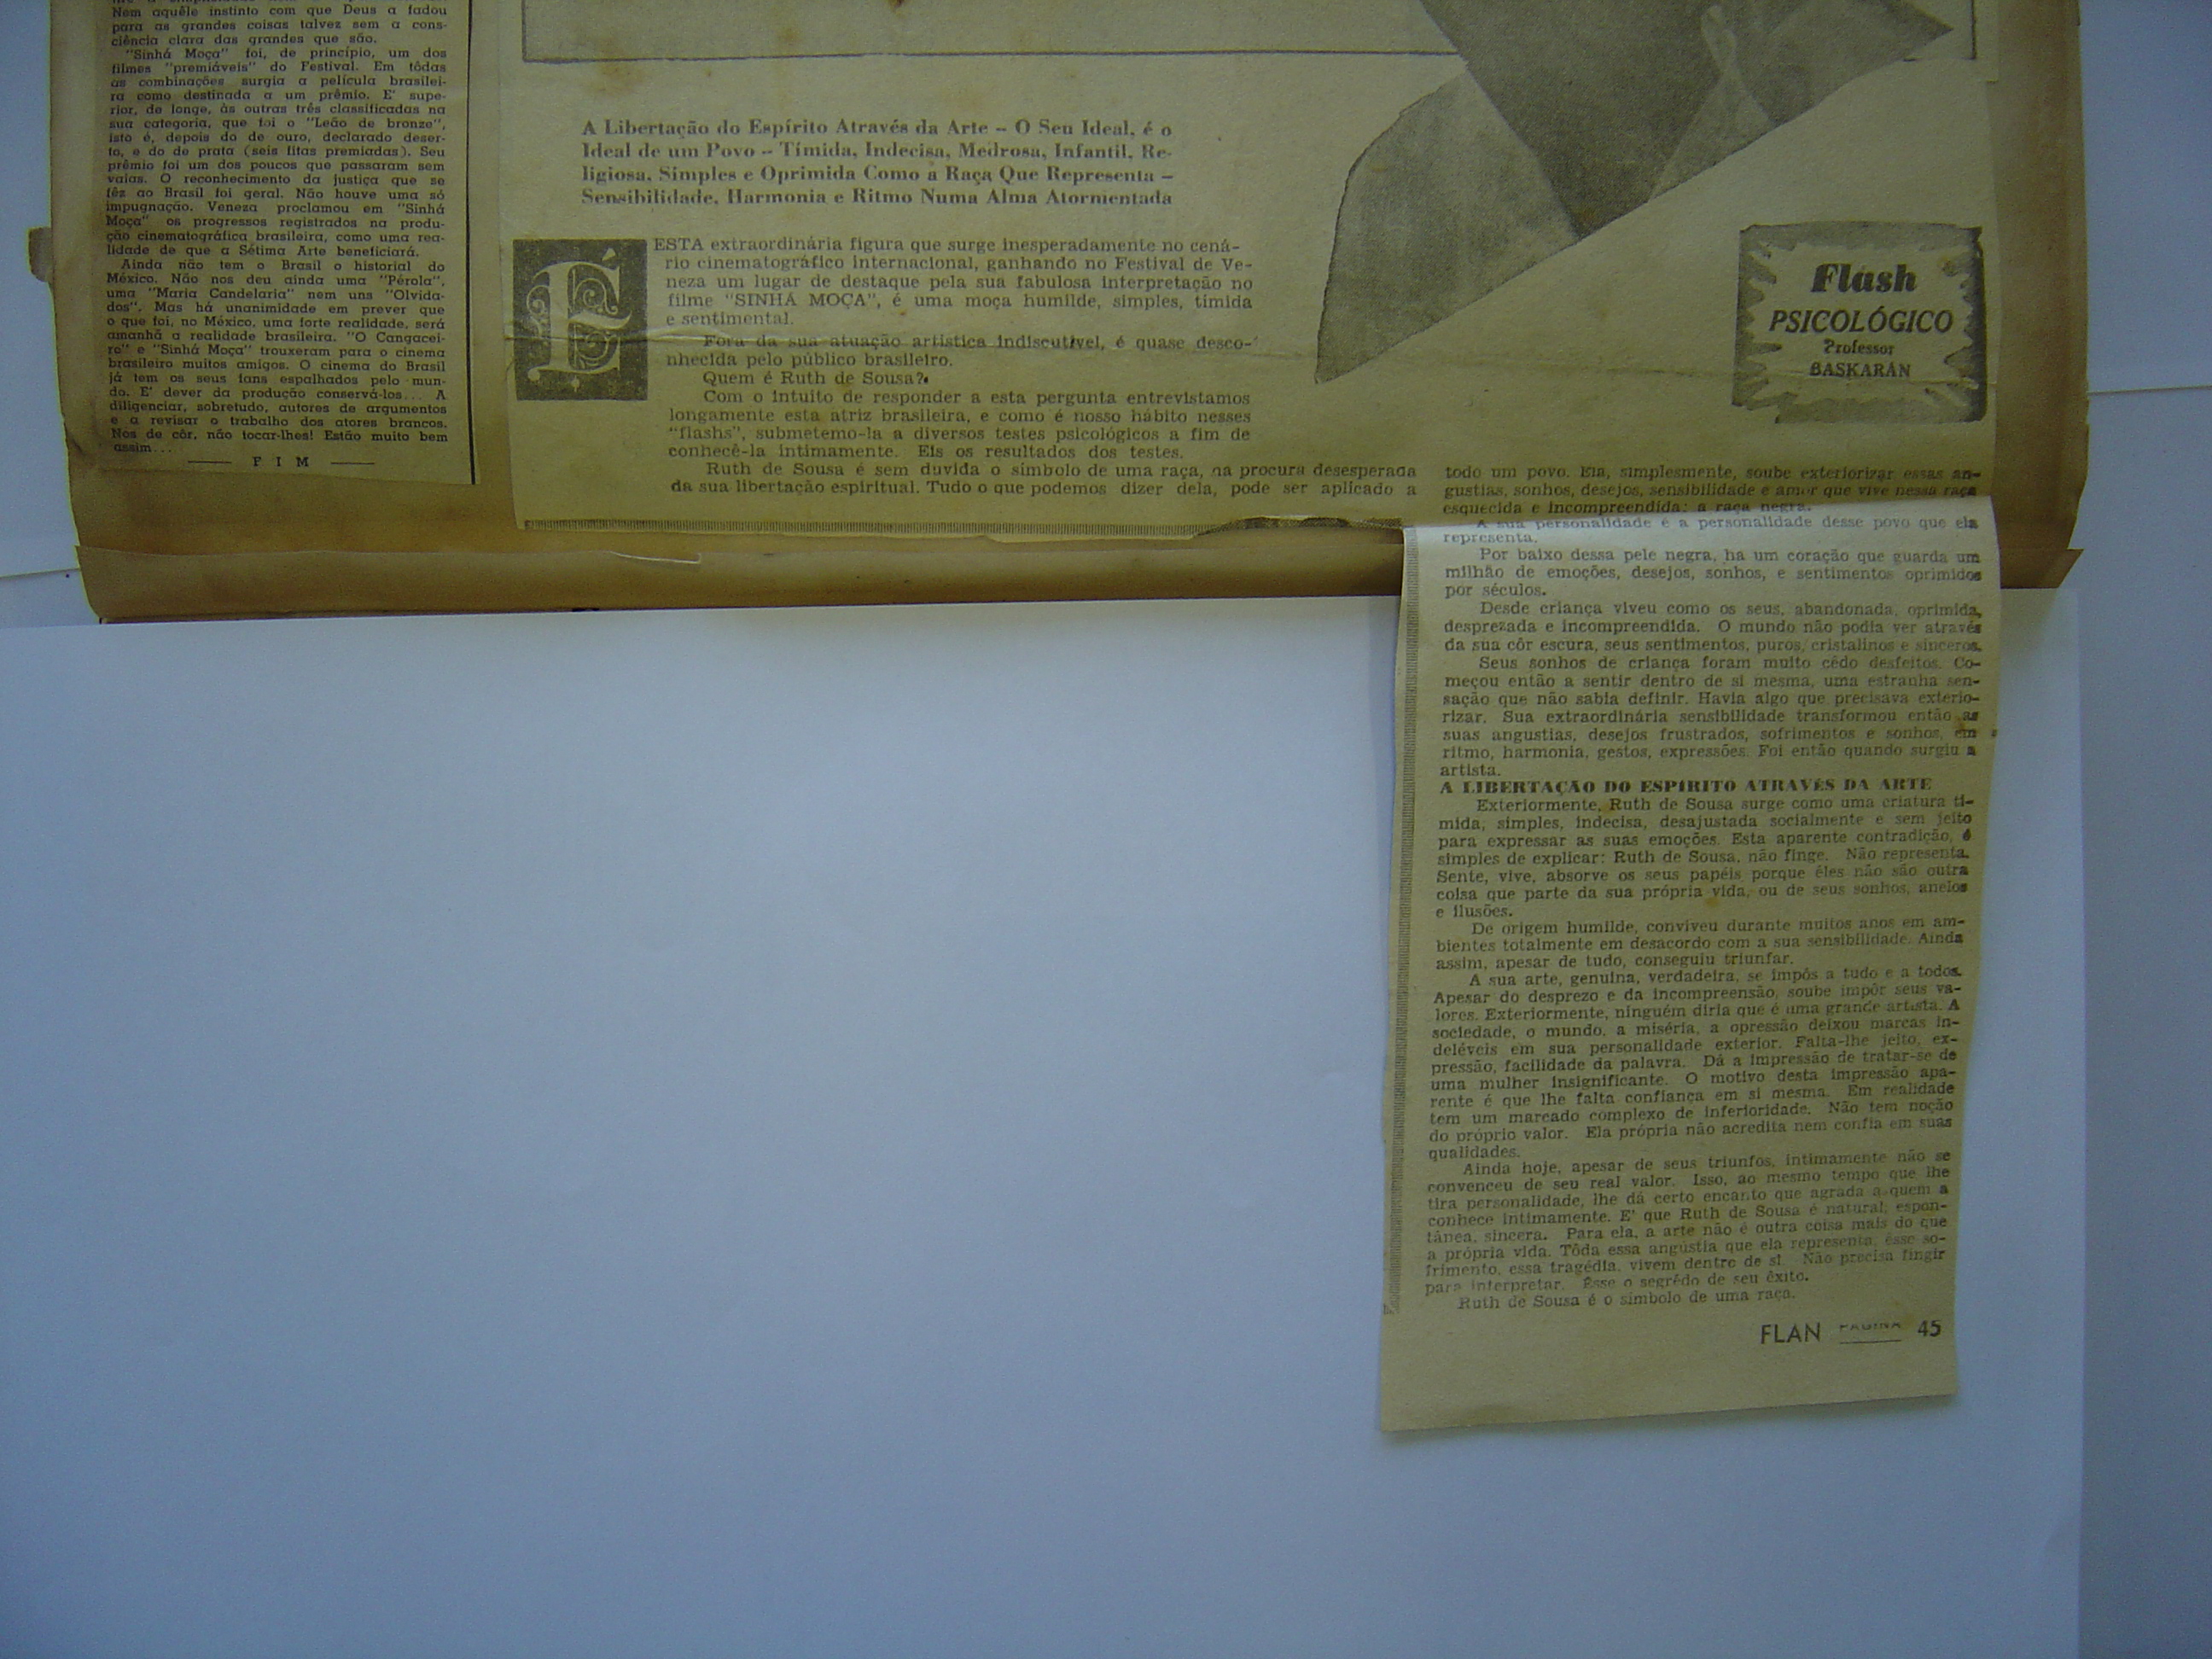 Nem aquêle instinto com que Deus a fadou
para as grandes coisas talvez sem a cons-
ciência clara das grandes que são.
"Sinhá Moça" foi, de princípio, um dos
filmes "premiáveis" do Festival. Em tôdas
as combinações surgia a película brasilei-
ra como destinada a um prêmio. E' supe-
rior, de longe, às outras três classificadas na
sua categoria, que foi o "Leão de bronze",
isto é, depois do de ouro, declarado deser-
to, e do de prata (seis fitas premiadas). Seu
prêmio foi um dos poucos que passaram sem
vaias. O reconhecimento da justiça que se
fêz ao Brasil foi geral. Não houve uma só
impugnação. Veneza proclamou em "Sinhá
Moça" os progressos registrados na produ-
ção cinematográfica brasileira, como uma rea-
lidade de que a Sétima Arte beneficiará.
Ainda não tem o Brasil o historial do
México. Não nos deu ainda uma "Pérola",
uma "Maria Candelaria" nem uns "Olvida-
dos". Mas há unanimidade em prever que
o que foi, no México, uma forte realidade, será
amanhã a realidade brasileira. "O Cangacei-
ro" e "Sinhá Moça" trouxeram para o cinema
brasileiro muitos amigos. O cinema do Brasil
já tem os seus fans espalhados pelo mun-
do. E' dever da produção conservá-los... A
diligenciar, sobretudo, autores de argumentos
e a revisar o trabalho dos atores brancos.
Nos de côr, não tocar-lhes! Estão muito bem
assim...
FIM
A Libertação do Espírito Através da Arte - O Seu Ideal, é o
Ideal de um Povo - Tímida, Indecisa, Medrosa, Infantil, Re-
ligiosa, Simples e Oprimida Como a Raça Que Representa -
Sensibilidade, Harmonia e Ritmo Numa Alma Atormentada
Flash
PSICOLÓGICO
Professor
BASKARAN
É ESTA extraordinária figura que surge inesperadamente no cená-
rio cinematográfico internacional, ganhando no Festival de Ve-
neza um lugar de destaque pela sua fabulosa interpretação no
filme "SINHÁ MOÇA", é uma moça humilde, simples, tímida
e sentimental.
Fora da sua atuação artística indiscutível, é quase desco-
nhecida pelo público brasileiro.
Quem é Ruth de Sousa?
Com o intuito de responder a esta pergunta entrevistamos
longamente esta atriz brasileira, e como é nosso hábito nesses
"flashs", submetemo-la a diversos testes psicológicos a fim de
conhecê-la intimamente. Eis os resultados dos testes.
Ruth de Sousa é sem duvida o símbolo de uma raça, na procura desesperada
da sua libertação espiritual. Tudo o que podemos dizer dela, pode ser aplicado a
todo um povo. Ela, simplesmente, soube exteriorizar essas an-
gustias, sonhos, desejos, sensibilidade e amor que vive nessa raça
esquecida e incompreendida: a raça negra.
A sua personalidade é a personalidade desse povo que ela
representa.
Por baixo dessa pele negra, ha um coração que guarda um
milhão de emoções, desejos, sonhos, e sentimentos oprimidos
por séculos.
Desde criança viveu como os seus, abandonada, oprimida,
desprezada e incompreendida. O mundo não podia ver através
da sua côr escura, seus sentimentos, puros, cristalinos e sinceros.
Seus sonhos de criança foram muito cêdo desfeitos. Co-
meçou então a sentir dentro de si mesma, uma estranha sen-
sação que não sabia definir. Havia algo que precisava exterio-
rizar. Sua extraordinária sensibilidade transformou então as
suas angustias, desejos frustrados, sofrimentos e sonhos, em
ritmo, harmonia, gestos, expressões. Foi então quando surgiu a
artista.
A LIBERTAÇÃO DO ESPÍRITO ATRAVÉS DA ARTE
Exteriormente, Ruth de Sousa surge como uma criatura tí-
mida, simples, indecisa, desajustada socialmente e sem jeito
para expressar as suas emoções. Esta aparente contradição, é
simples de explicar: Ruth de Sousa, não finge. Não representa.
Sente, vive, absorve os seus papéis porque êles não são outra
coisa que parte da sua própria vida, ou de seus sonhos, anelos
e ilusões.
De origem humilde, conviveu durante muitos anos em am-
bientes totalmente em desacordo com a sua sensibilidade. Ainda
assim, apesar de tudo, conseguiu triunfar.
A sua arte, genuina, verdadeira, se impôs a tudo e a todos.
Apesar do desprezo e da incompreensão, soube impôr seus va-
lores. Exteriormente, ninguém diria que é uma grande artista. A
sociedade, o mundo, a miséria, a opressão deixou marcas in-
deléveis em sua personalidade exterior. Falta-lhe jeito, ex-
pressão, facilidade da palavra. Dá a impressão de tratar-se de
uma mulher insignificante. O motivo desta impressão apa-
rente é que lhe falta confiança em si mesma. Em realidade
tem um marcado complexo de inferioridade. Não tem noção
do próprio valor. Ela própria não acredita nem confia em suas
qualidades.
Ainda hoje, apesar de seus triunfos, intimamente não se
convenceu de seu real valor. Isso, ao mesmo tempo que lhe
tira personalidade, lhe dá certo encanto que agrada a quem a
conhece intimamente. E' que Ruth de Sousa é natural, espon-
tânea, sincera. Para ela, a arte não é outra coisa mais do que
a própria vida. Tôda essa angustia que ela representa, êsse so-
frimento, essa tragédia, vivem dentro de si. Não precisa fingir
para interpretar. Êsse o segrêdo de seu êxito.
Ruth de Sousa é o símbolo de uma raça.
FLAN PAGINA 45